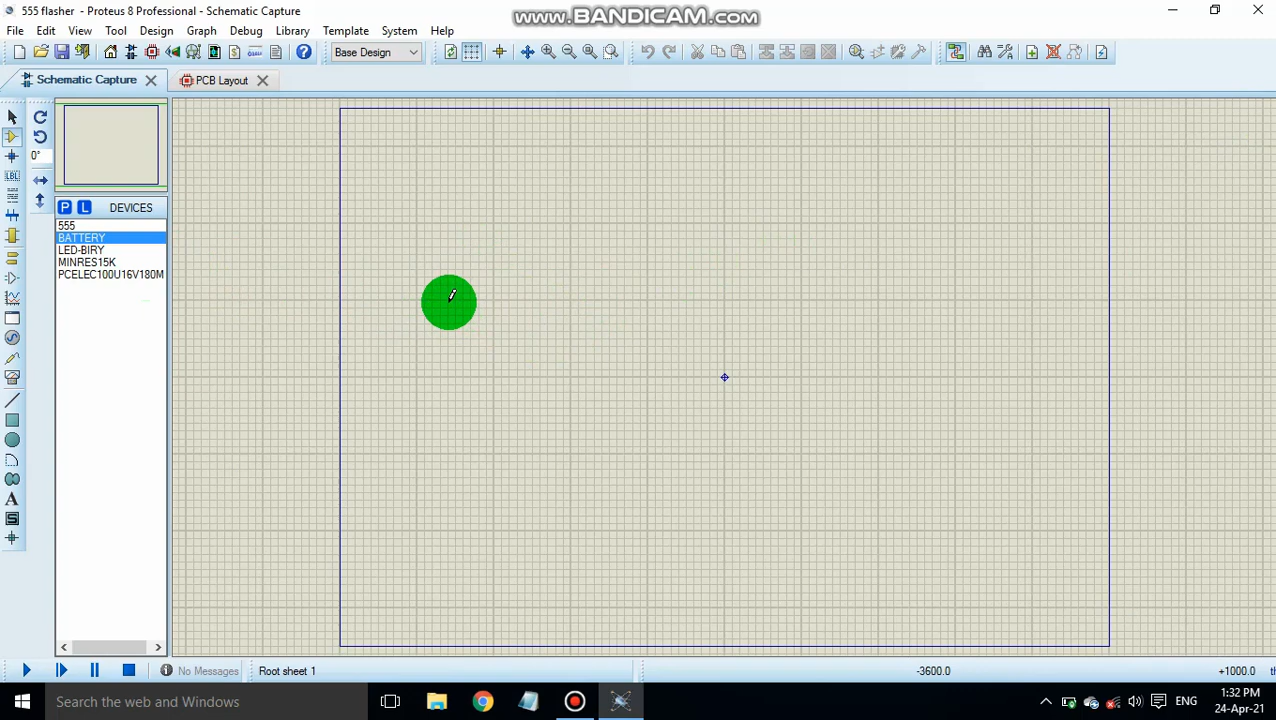 555 flasher - Proteus 8 Professional - Schematic Capture
www.BANDICAM.com
File Edit View Tool Design Graph Debug Library Template System Help
Base Design
Schematic Capture
PCB Layout
LBL
0°
P L DEVICES
555
BATTERY
LED-BIRY
MINRES15K
PCELEC100U16V180M
A
S
No Messages
Root sheet 1
-3600.0
+1000.0
th
Search the web and Windows
ENG
1:32 PM
24-Apr-21